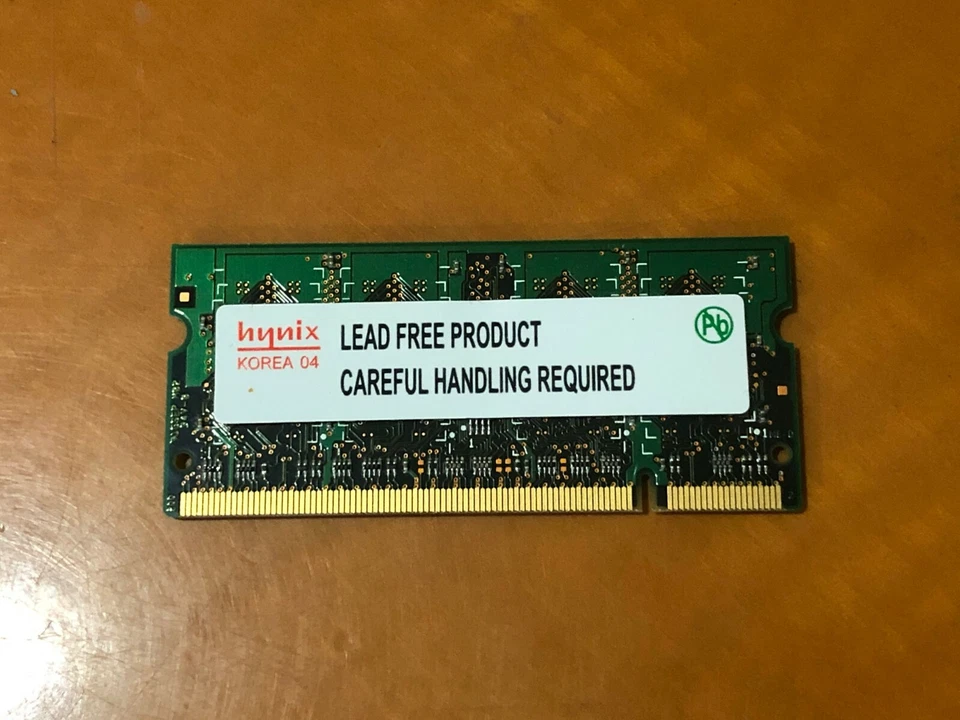 hynix
KOREA 04
LEAD FREE PRODUCT
CAREFUL HANDLING REQUIRED
Pb